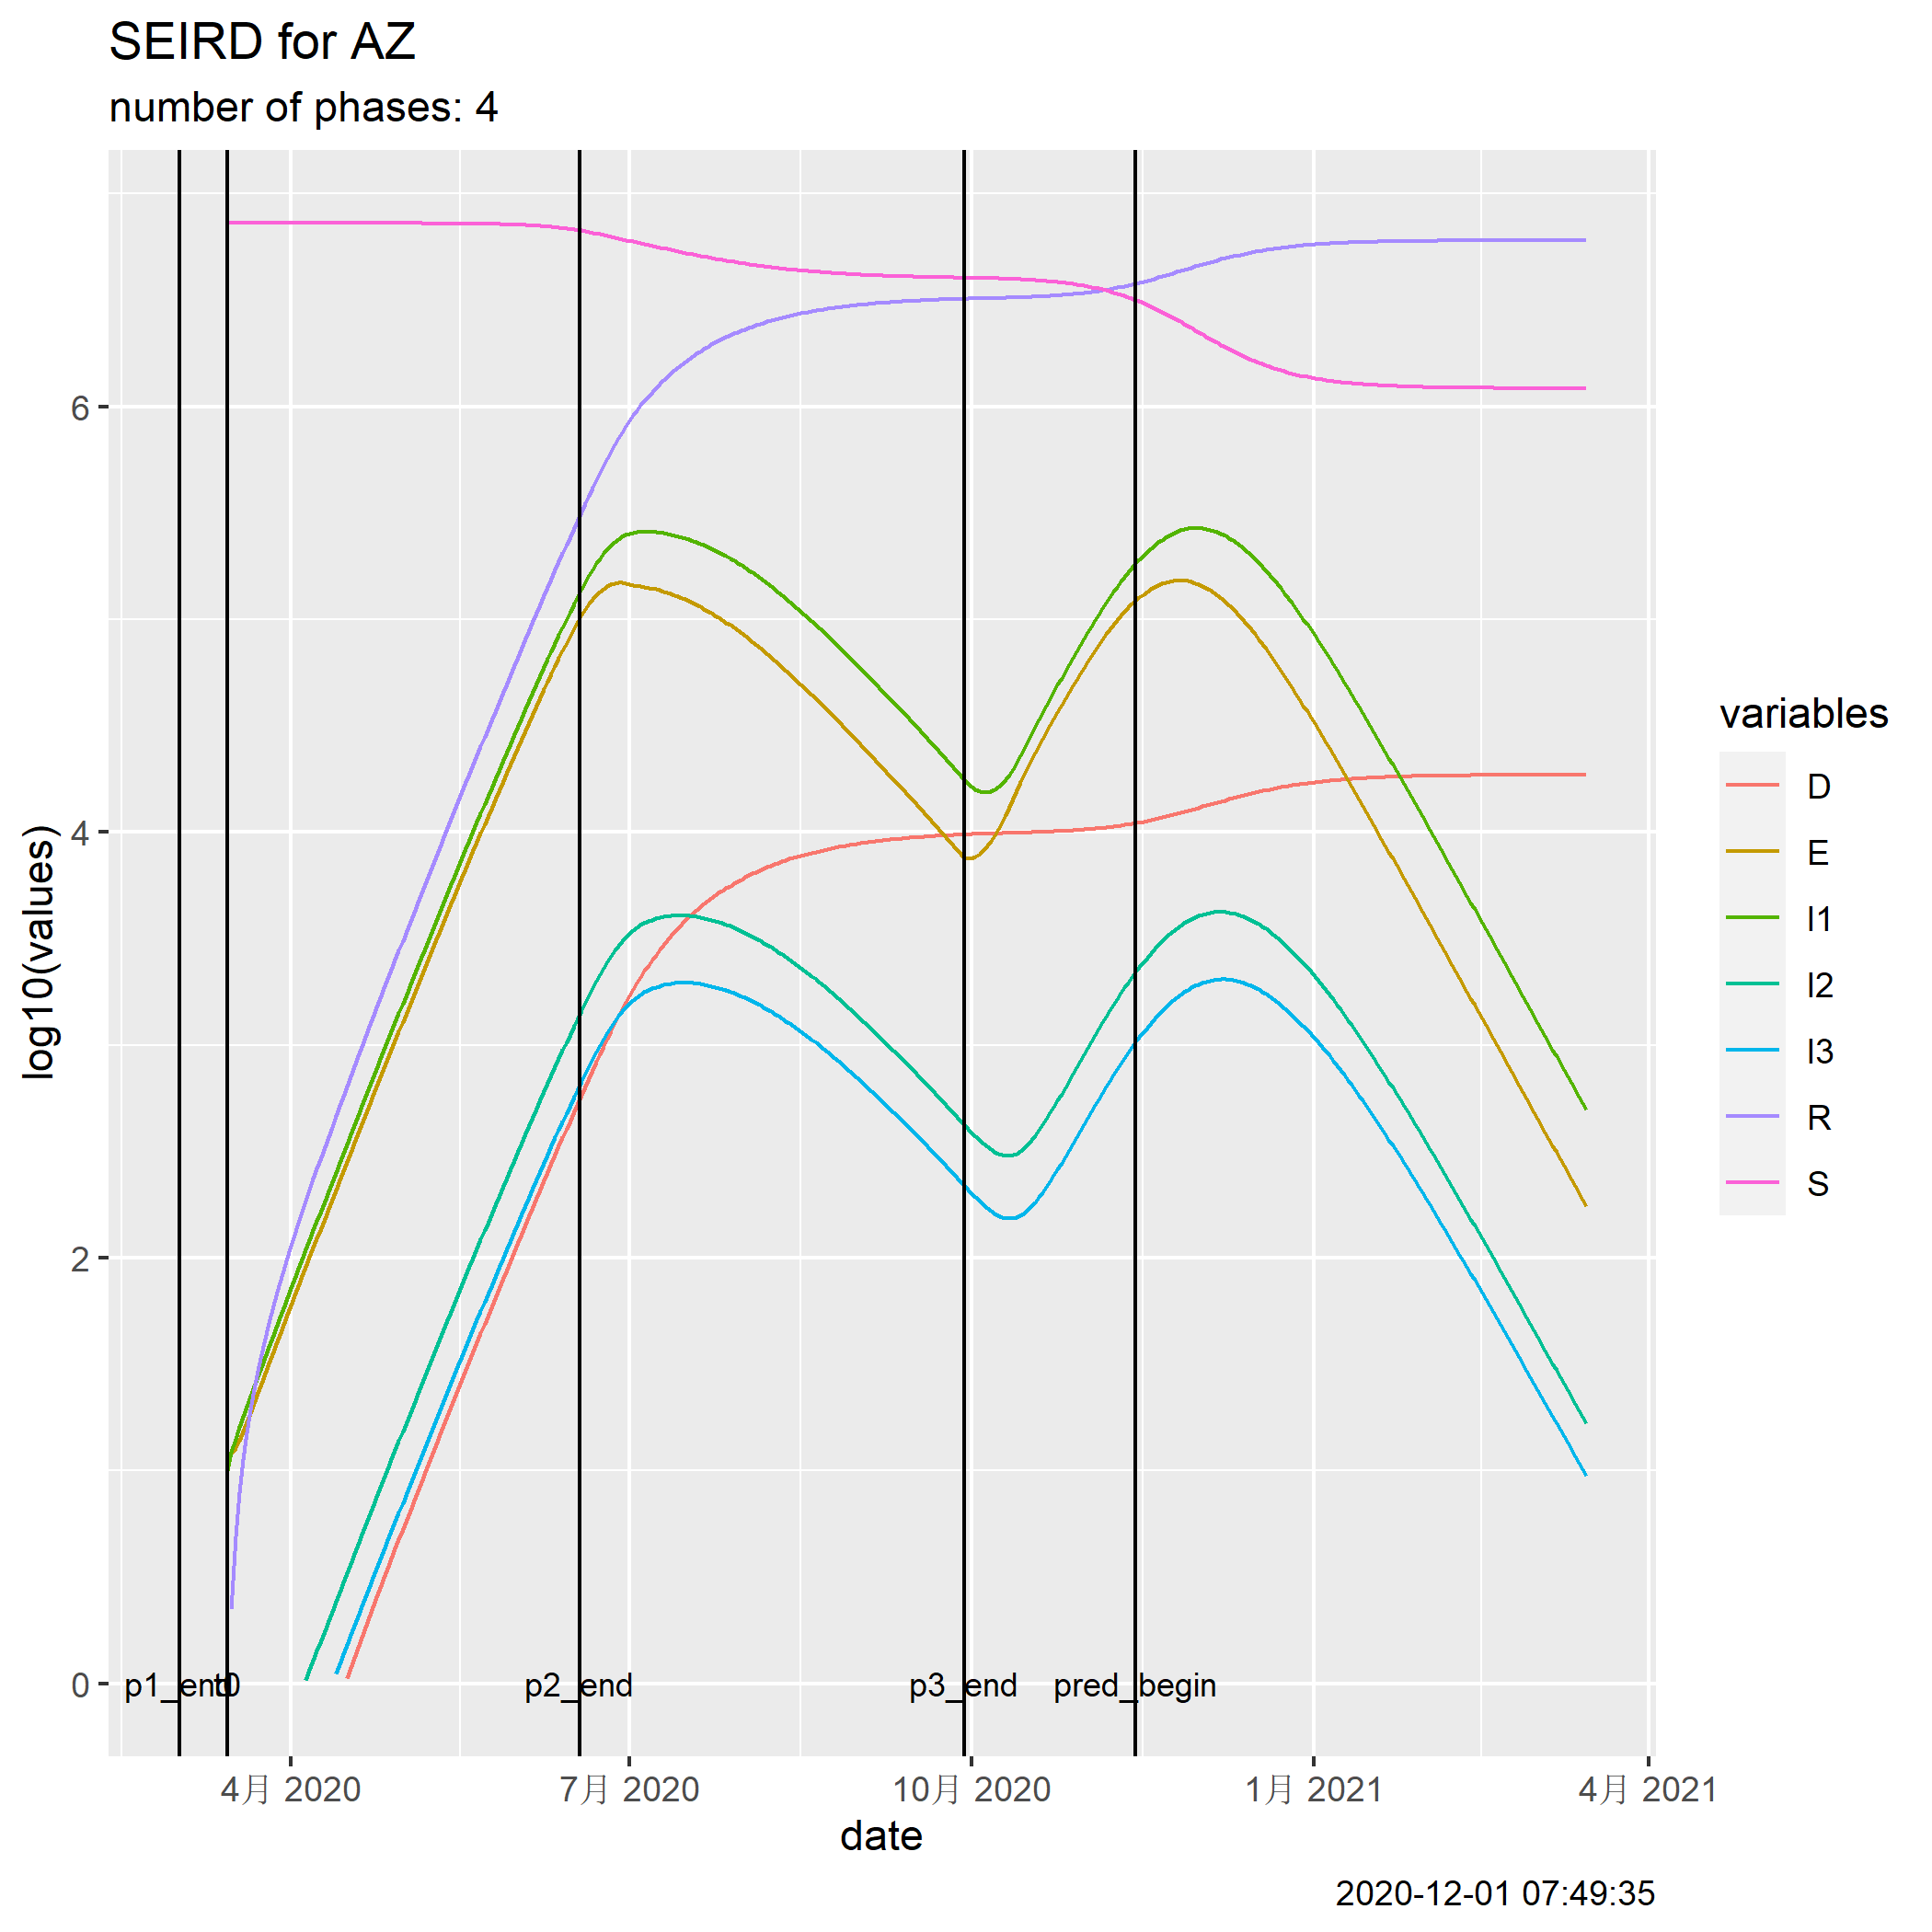 SEIRD for AZ
number of phases: 4
log10(values)
6
4
2
0
p1_end
t0
p2_end
p3_end
pred_begin
4月 2020
7月 2020
10月 2020
1月 2021
4月 2021
date
variables
D
E
I1
I2
I3
R
S
2020-12-01 07:49:35